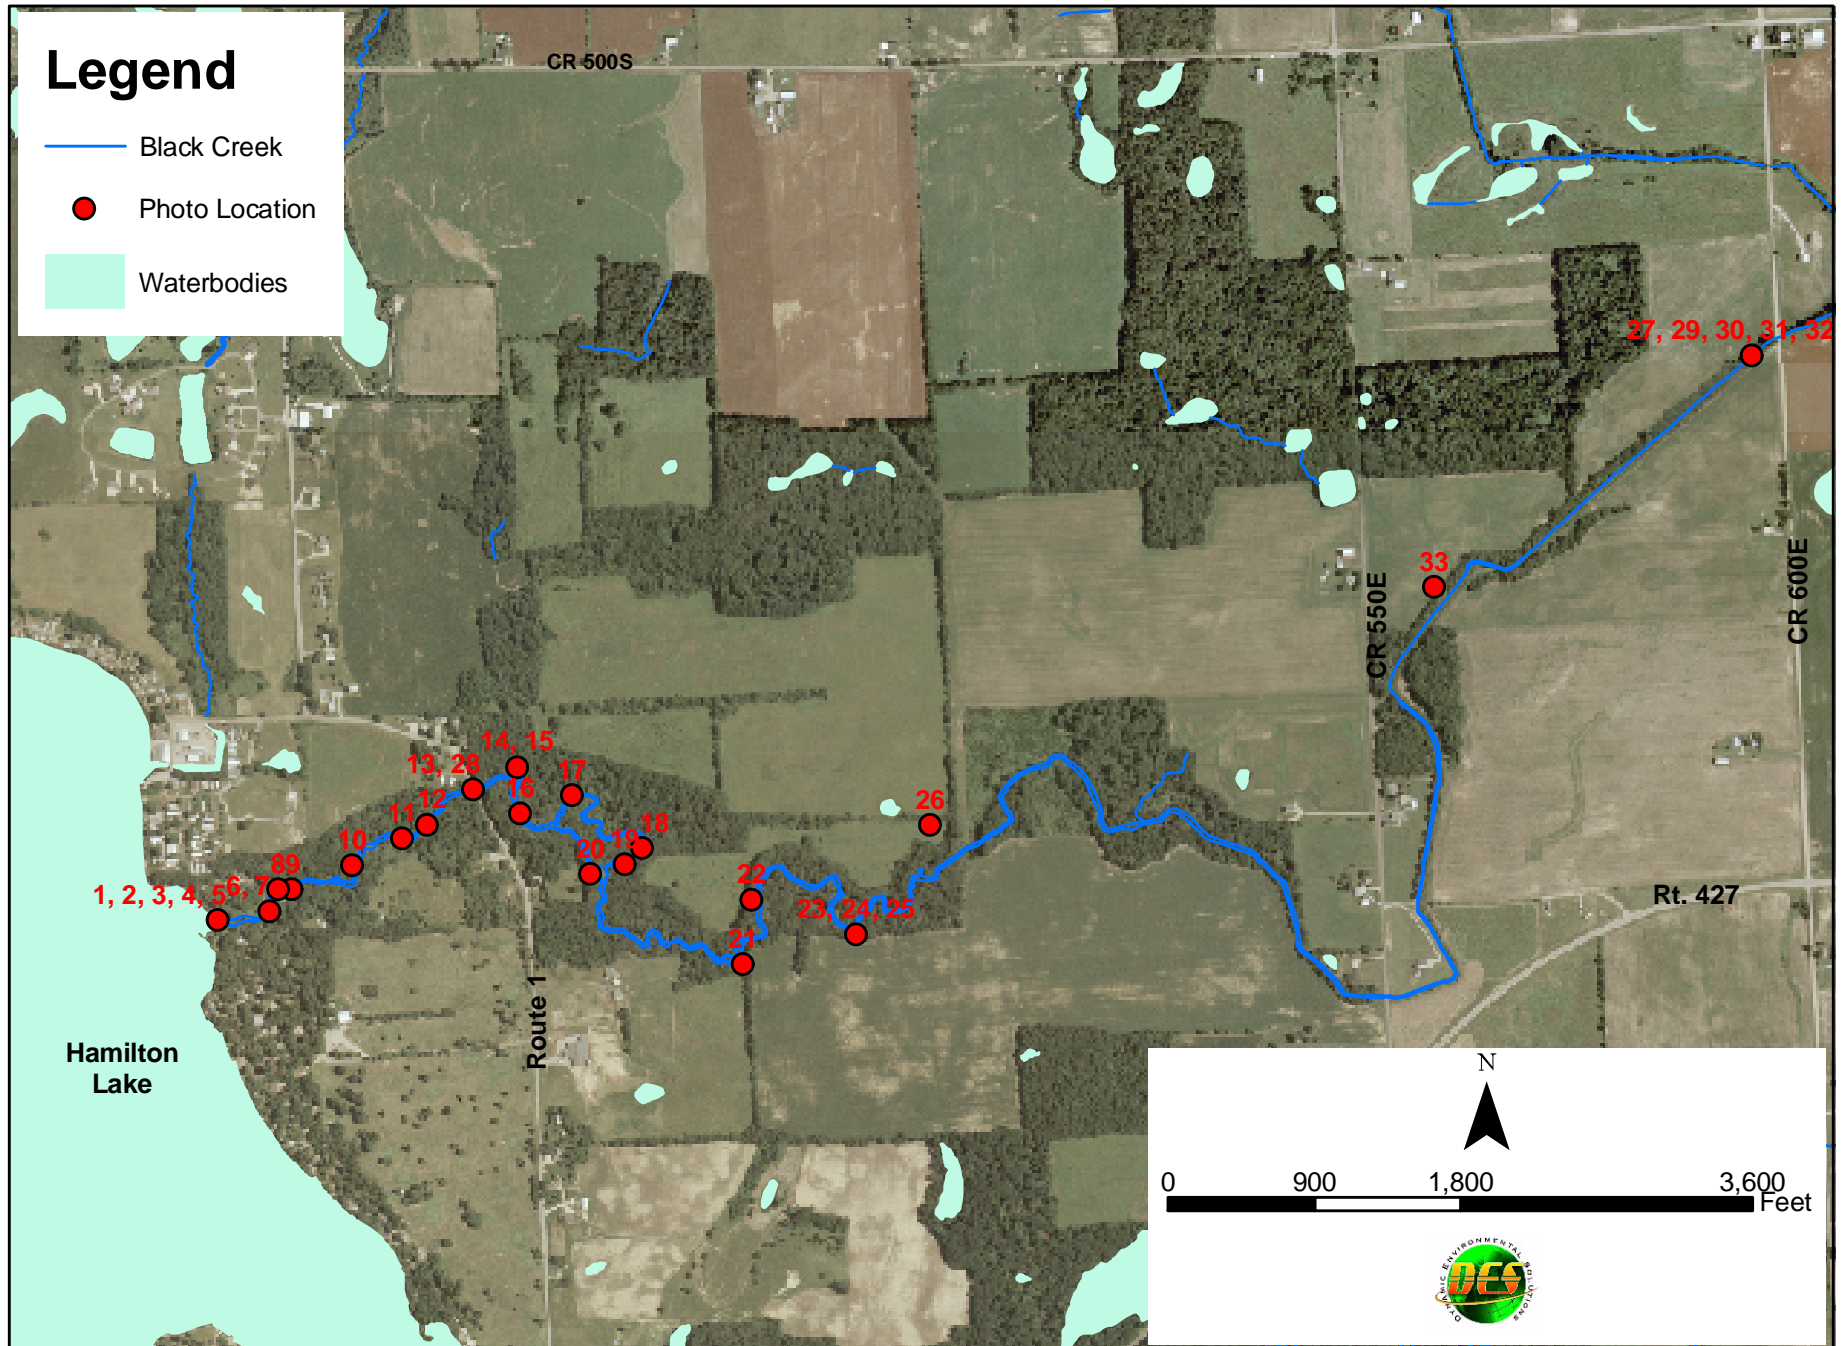 Legend
Black Creek
Photo Location
Waterbodies
CR 500S
27, 29, 30, 31, 32
33
CR 550E
CR 600E
14, 15
13, 28
17
16
12
11
10
18
19
20
26
89
6, 7
1, 2, 3, 4, 5
22
23, 24, 25
21
Rt. 427
Route 1
Hamilton
Lake
N
0 900 1,800 3,600
Feet
DYNAMIC ENVIRONMENTAL SOLUTIONS
DES